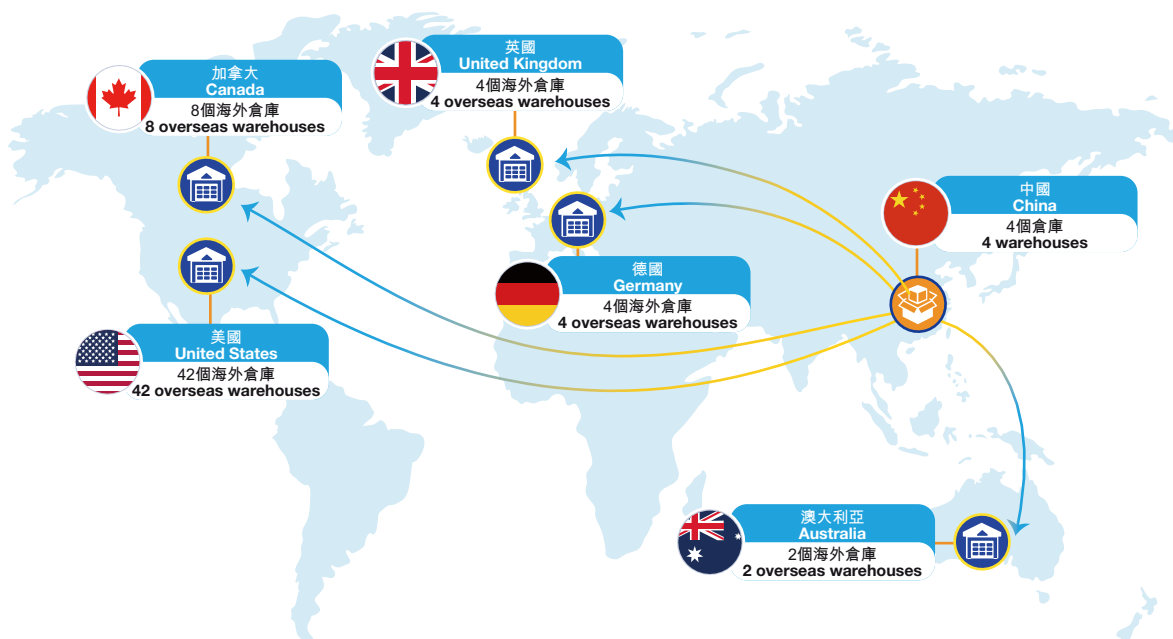 加拿大
Canada
8個海外倉庫
8 overseas warehouses
英國
United Kingdom
4個海外倉庫
4 overseas warehouses
中國
China
4個倉庫
4 warehouses
德國
Germany
4個海外倉庫
4 overseas warehouses
美國
United States
42個海外倉庫
42 overseas warehouses
澳大利亞
Australia
2個海外倉庫
2 overseas warehouses